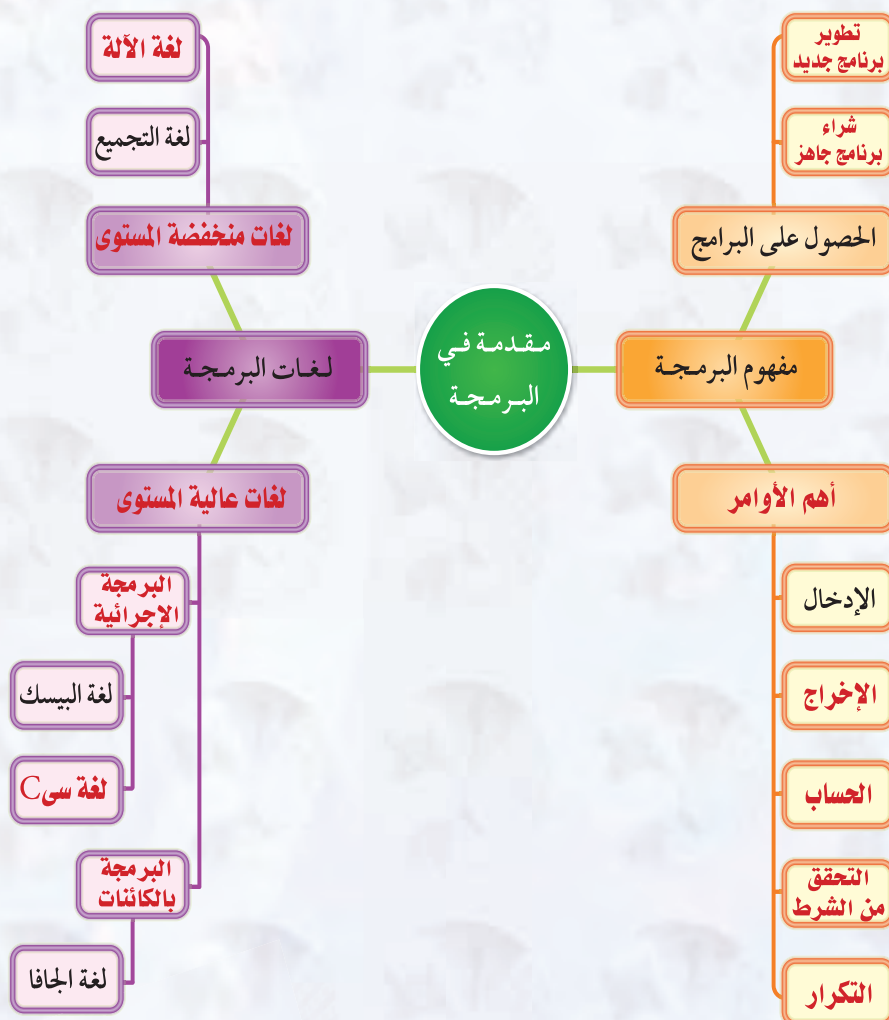 مقدمة في
البرمجة
مفهوم البرمجة
الحصول على البرامج
تطوير
برنامج جديد
شراء
برنامج جاهز
أهم الأوامر
الإدخال
الإخراج
الحساب
التحقق
من الشرط
التكرار
لغات البرمجة
لغات منخفضة المستوى
لغة الآلة
لغة التجميع
لغات عالية المستوى
البرمجة
الإجرائية
لغة البيسك
لغة سى C
البرمجة
بالكائنات
لغة الجافا